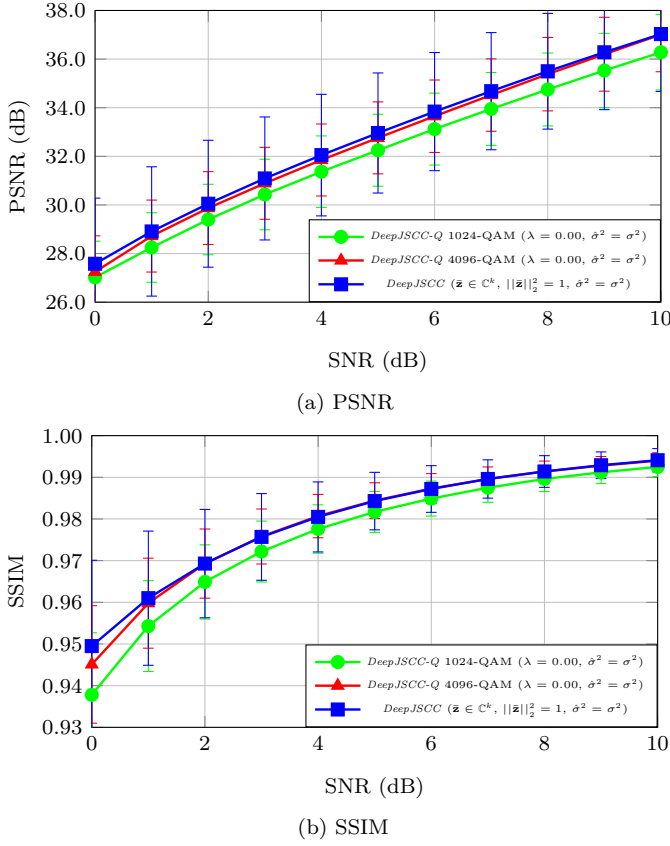 38.0
36.0
34.0
32.0
30.0
28.0
26.0
PSNR (dB)
DeepJSCC-Q 1024-QAM (λ = 0.00, σ̂² = σ²)
DeepJSCC-Q 4096-QAM (λ = 0.00, σ̂² = σ²)
DeepJSCC (z̄ ∈ ℂᵏ, ||z̄||₂² = 1, σ̂² = σ²)
0 2 4 6 8 10
SNR (dB)
(a) PSNR
1.00
0.99
0.98
0.97
0.96
0.95
0.94
0.93
SSIM
DeepJSCC-Q 1024-QAM (λ = 0.00, σ̂² = σ²)
DeepJSCC-Q 4096-QAM (λ = 0.00, σ̂² = σ²)
DeepJSCC (z̄ ∈ ℂᵏ, ||z̄||₂² = 1, σ̂² = σ²)
0 2 4 6 8 10
SNR (dB)
(b) SSIM